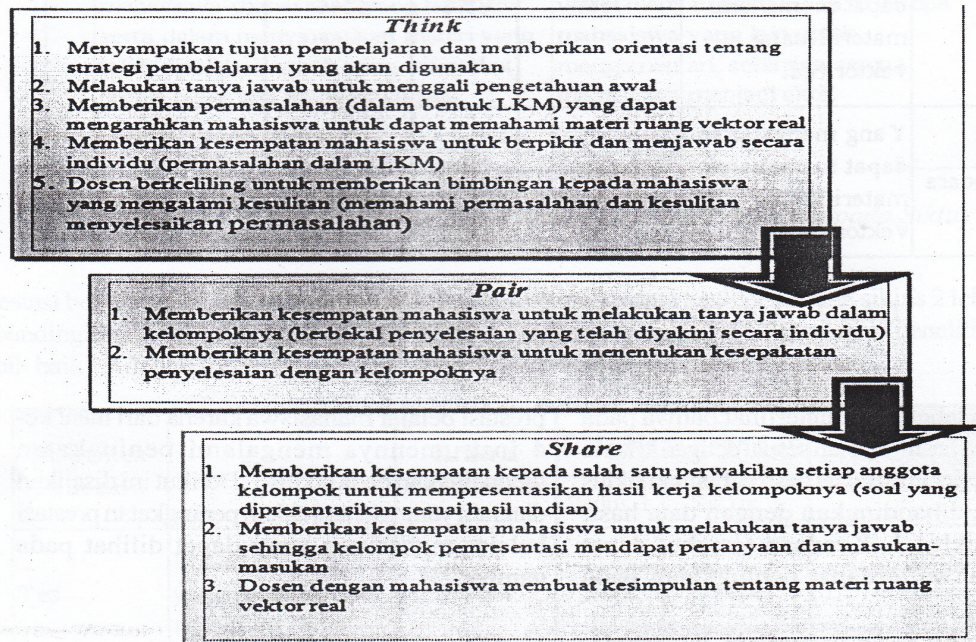 Think
1. Menyampaikan tujuan pembelajaran dan memberikan orientasi tentang
strategi pembelajaran yang akan digunakan
2. Melakukan tanya jawab untuk menggali pengetahuan awal
3. Memberikan permasalahan (dalam bentuk LKM) yang dapat
mengarahkan mahasiswa untuk dapat memahami materi ruang vektor real
4. Memberikan kesempatan mahasiswa untuk berpikir dan menjawab secara
individu (permasalahan dalam LKM)
5. Dosen berkeliling untuk memberikan bimbingan kepada mahasiswa
yang mengalami kesulitan (memahami permasalahan dan kesulitan
menyelesaikan permasalahan)
Pair
1. Memberikan kesempatan mahasiswa untuk melakukan tanya jawab dalam
kelompoknya (berbekal penyelesaian yang telah diyakini secara individu)
2. Memberikan kesempatan mahasiswa untuk menentukan kesepakatan
penyelesaian dengan kelompoknya
Share
1. Memberikan kesempatan kepada salah satu perwakilan setiap anggota
kelompok untuk mempresentasikan hasil kerja kelompoknya (soal yang
dipresentasikan sesuai hasil undian)
2. Memberikan kesempatan mahasiswa untuk melakukan tanya jawab
sehingga kelompok pemresentasi mendapat pertanyaan dan masukan-
masukan
3. Dosen dengan mahasiswa membuat kesimpulan tentang materi ruang
vektor real